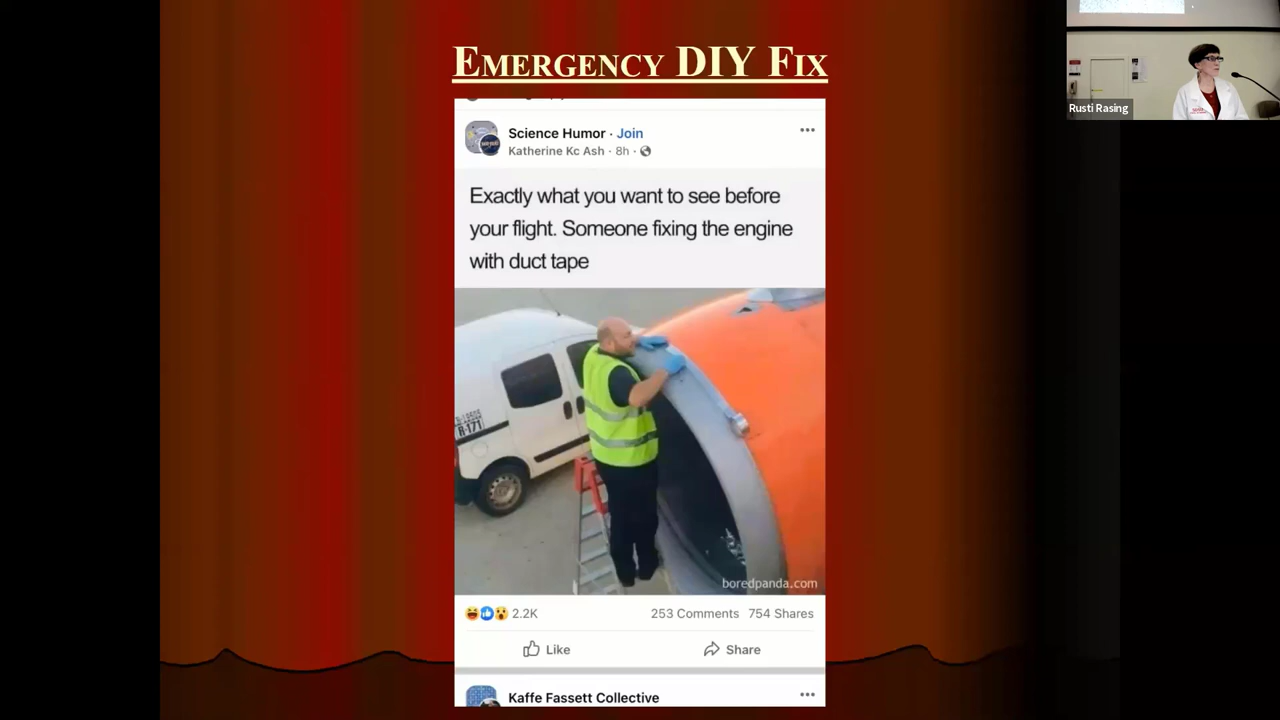 EMERGENCY DIY FIX
Rusti Rasing
Science Humor · Join
Katherine Kc Ash · 8h ·
Exactly what you want to see before
your flight. Someone fixing the engine
with duct tape
R-171
boredpanda.com
2.2K
253 Comments 754 Shares
Like
Share
Kaffe Fassett Collective